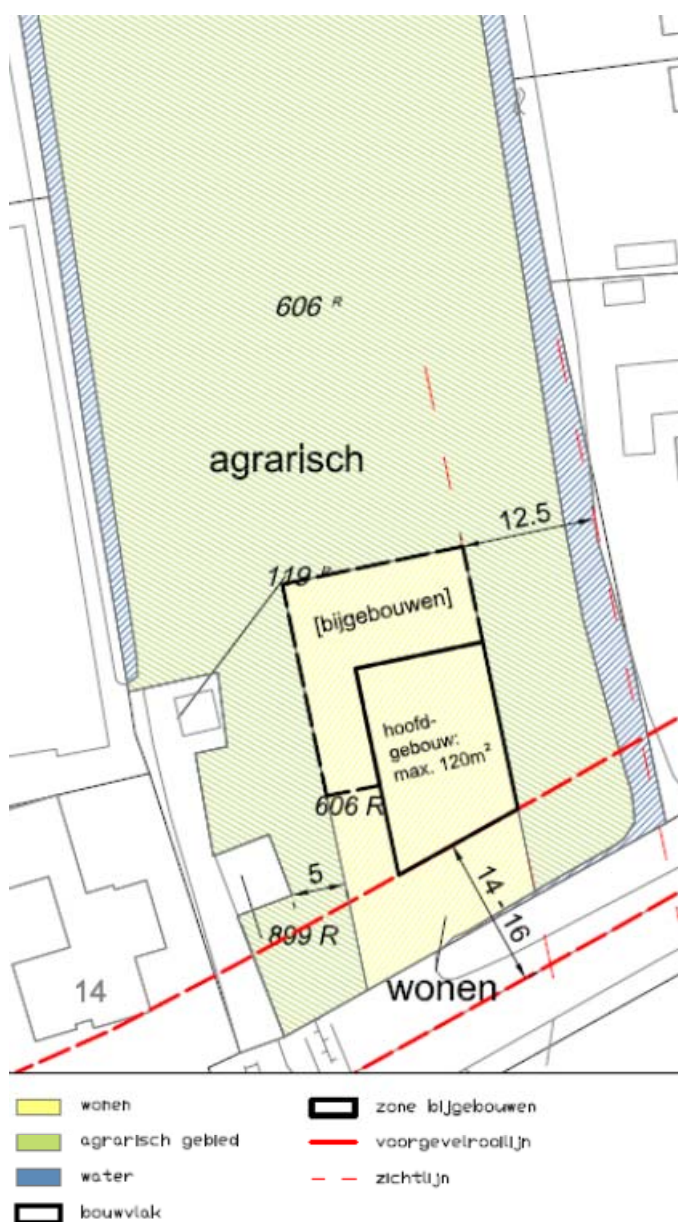 606 R
agrarisch
12.5
119 R
[bijgebouwen]
hoofd-
gebouw:
max. 120m²
606 R
5
14 - 16
899 R
wonen
14
wonen
agrarisch gebied
water
bouwvlak
zone bijgebouwen
voorgevelrooilijn
zichtlijn